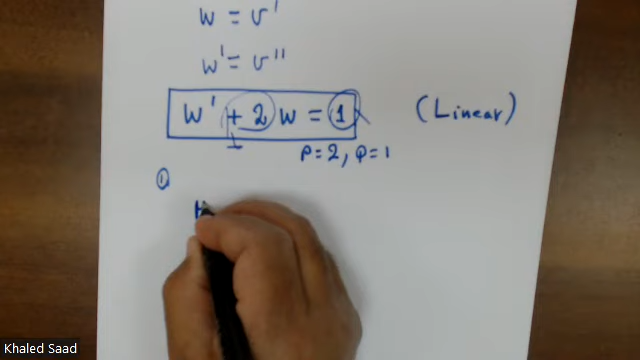 w = v'
w' = v''
w' + 2 w = 1 (Linear)
P = 2, Q = 1
①
Khaled Saad